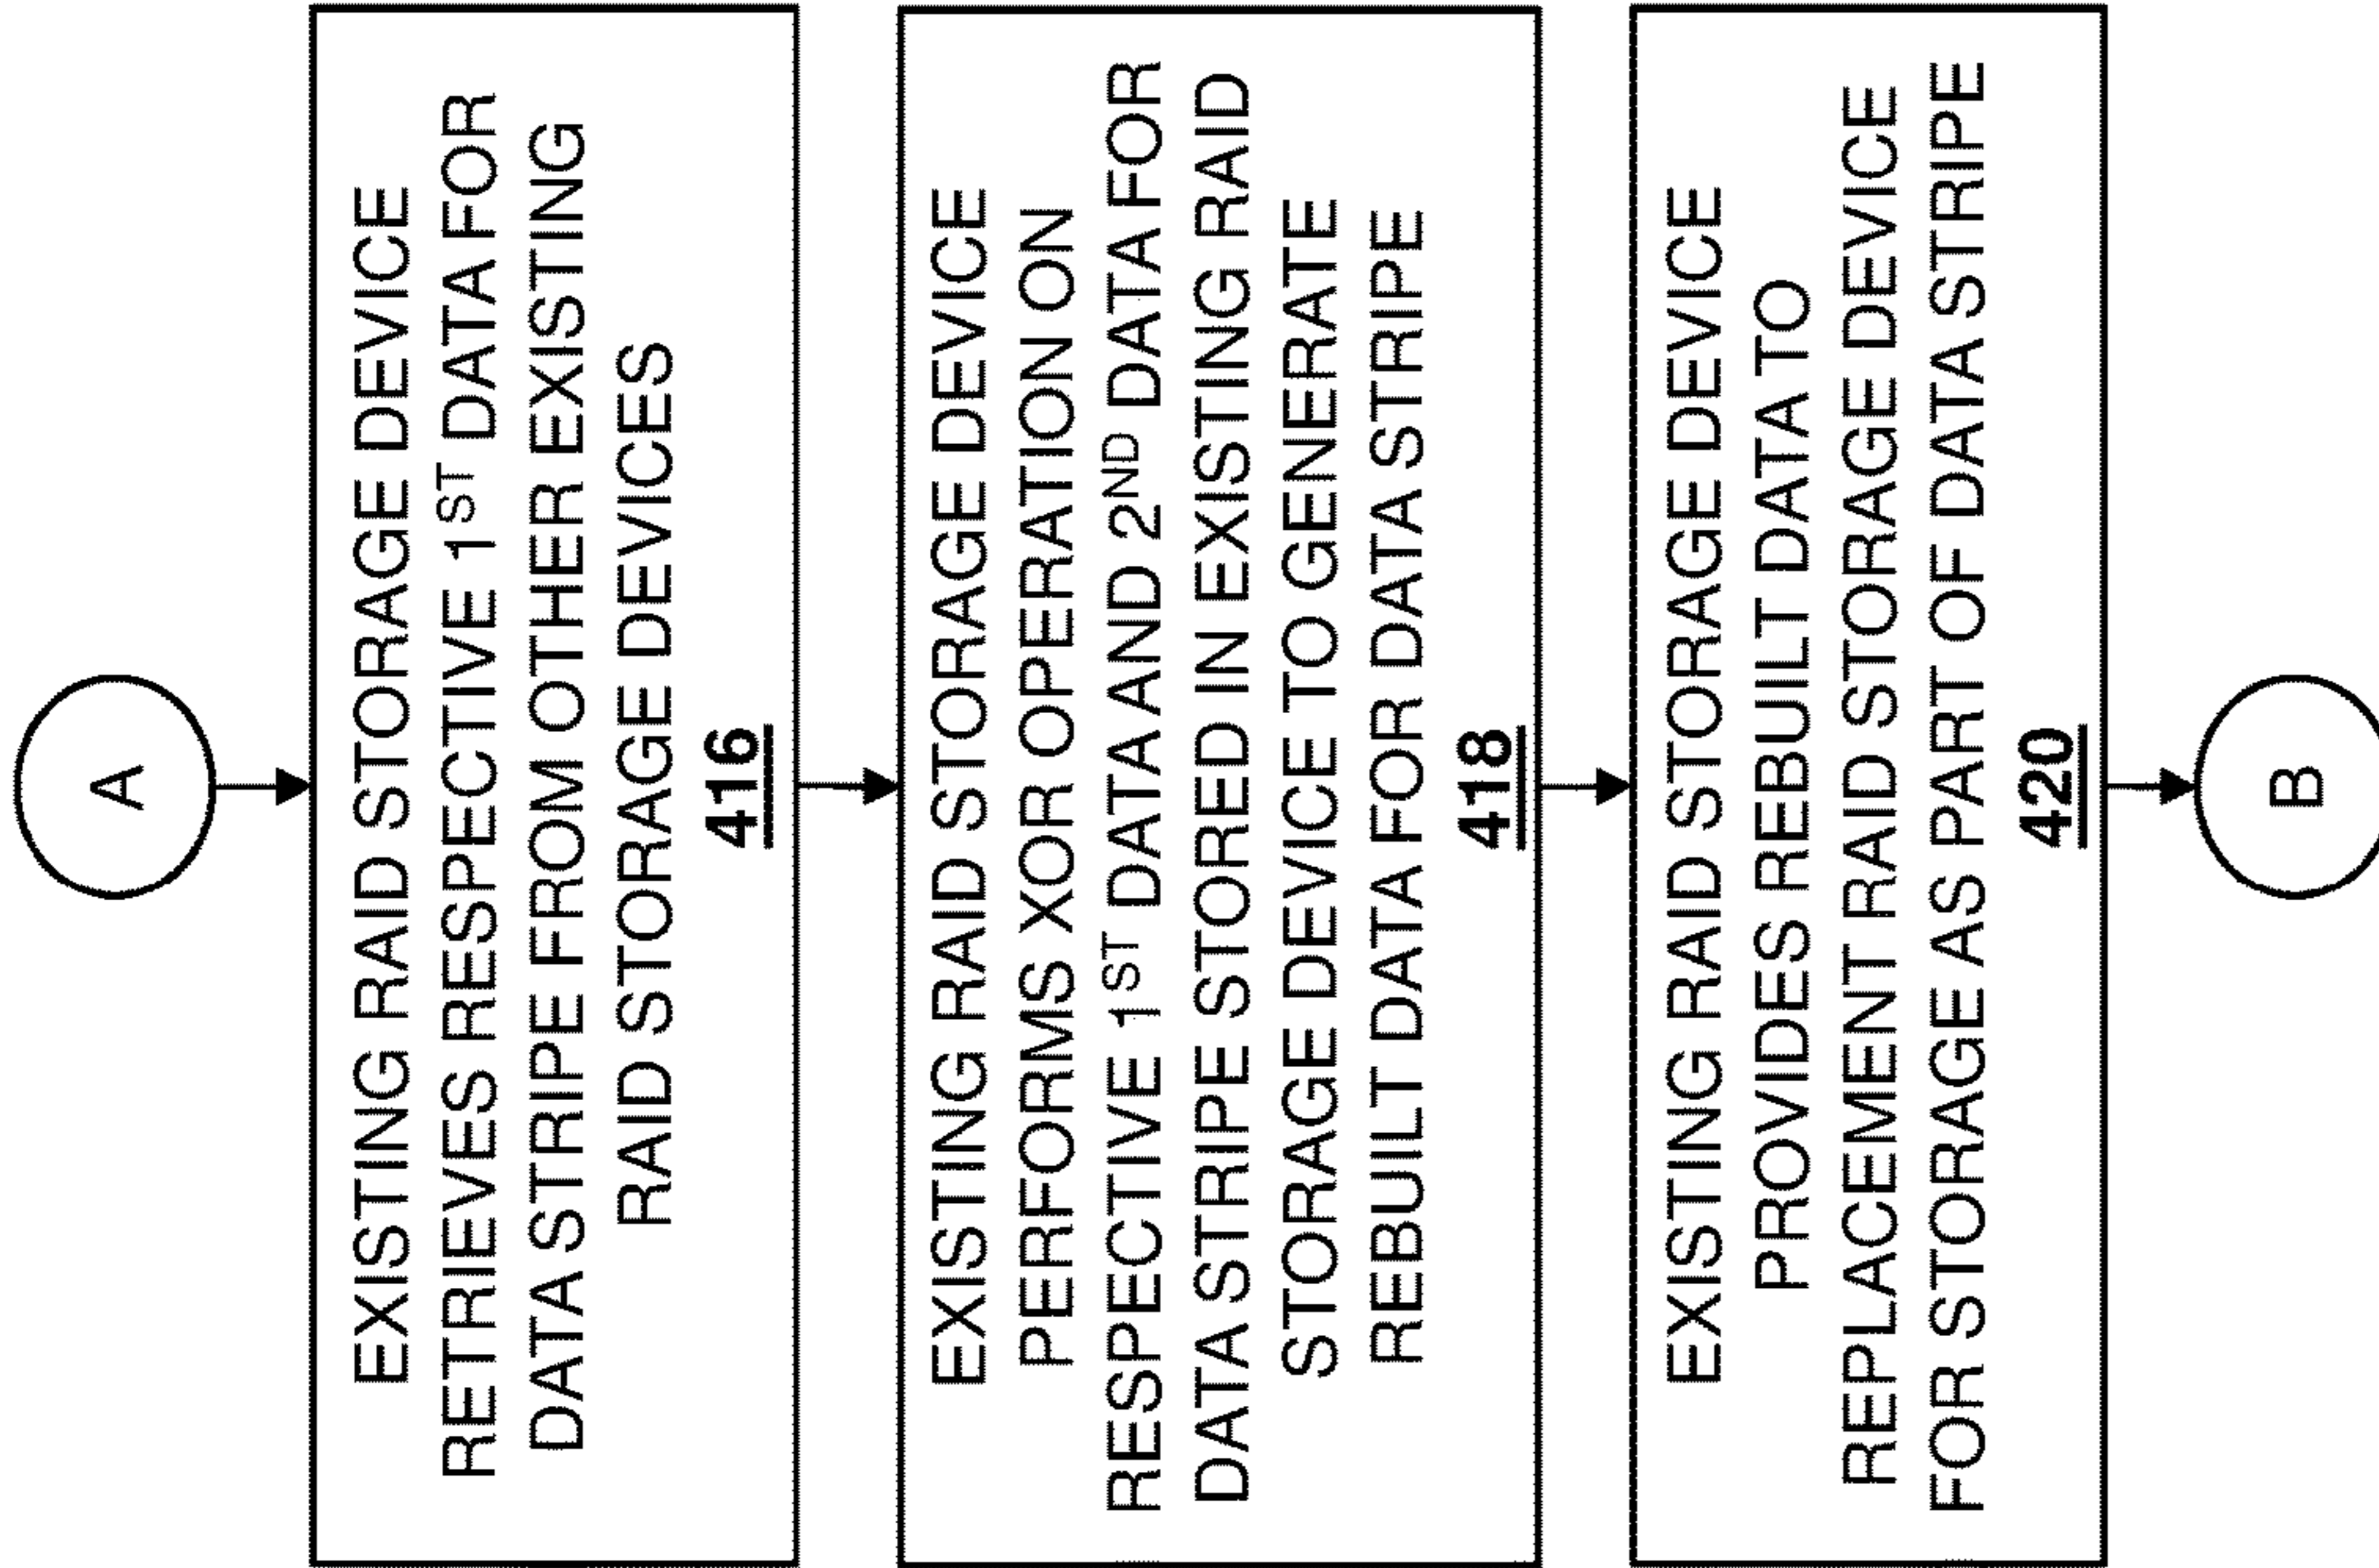 A
EXISTING RAID STORAGE DEVICE
RETRIEVES RESPECTIVE 1ST DATA FOR
DATA STRIPE FROM OTHER EXISTING
RAID STORAGE DEVICES
416
EXISTING RAID STORAGE DEVICE
PERFORMS XOR OPERATION ON
RESPECTIVE 1ST DATA AND 2ND DATA FOR
DATA STRIPE STORED IN EXISTING RAID
STORAGE DEVICE TO GENERATE
REBUILT DATA FOR DATA STRIPE
418
EXISTING RAID STORAGE DEVICE
PROVIDES REBUILT DATA TO
REPLACEMENT RAID STORAGE DEVICE
FOR STORAGE AS PART OF DATA STRIPE
420
B